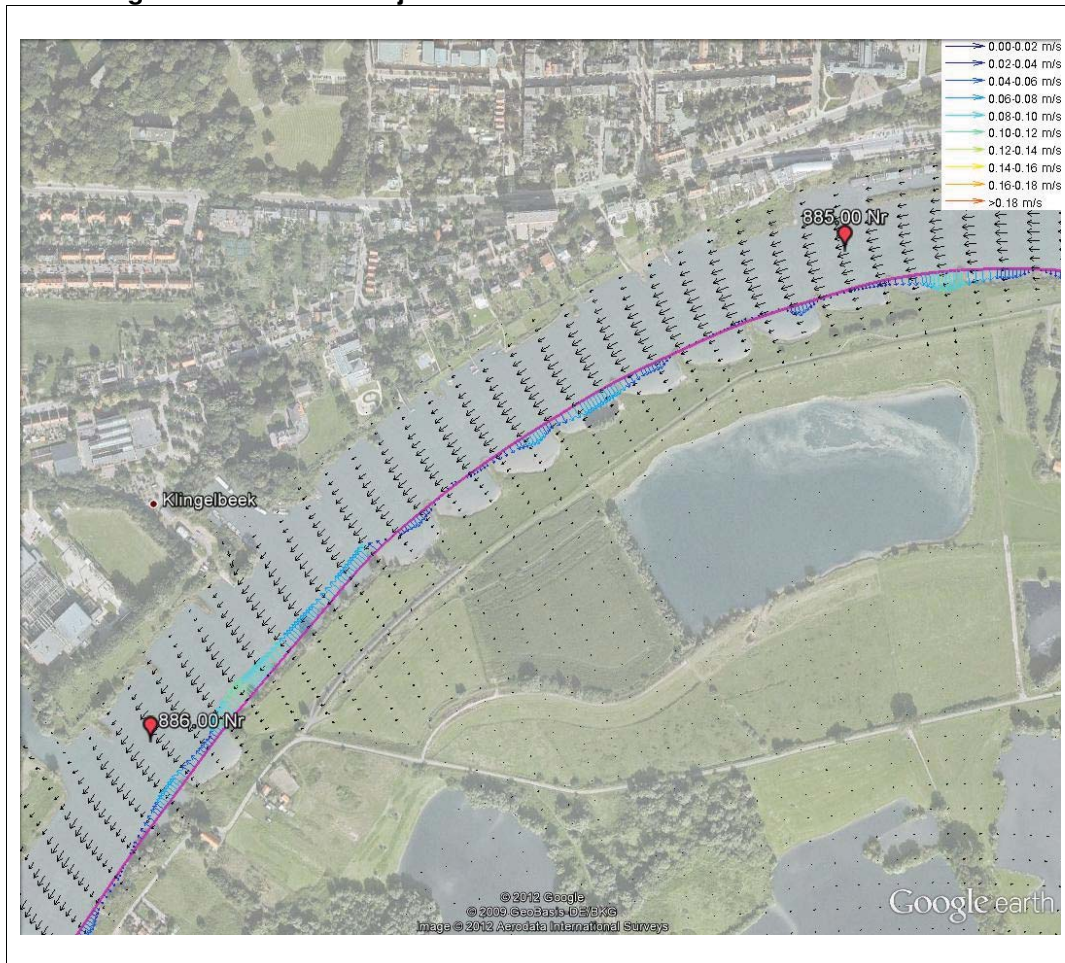 0.00-0.02 m/s
0.02-0.04 m/s
0.04-0.06 m/s
0.06-0.08 m/s
0.08-0.10 m/s
0.10-0.12 m/s
0.12-0.14 m/s
0.14-0.16 m/s
0.16-0.18 m/s
>0.18 m/s
885.00 Nr
Klingelbeek
886.00 Nr
© 2012 Google
© 2009 GeoBasis-DE/BKG
Image © 2012 Aerodata International Surveys
Google earth